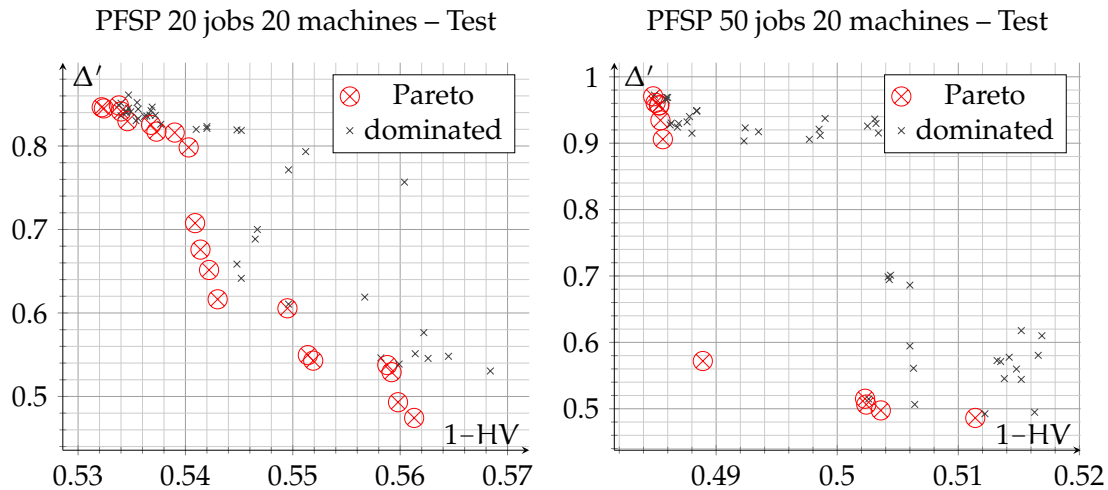 PFSP 20 jobs 20 machines – Test
Δ′
Pareto
dominated
0.8
0.7
0.6
0.5
1−HV
0.53
0.54
0.55
0.56
0.57
PFSP 50 jobs 20 machines – Test
Δ′
Pareto
dominated
1
0.9
0.8
0.7
0.6
0.5
1−HV
0.49
0.5
0.51
0.52